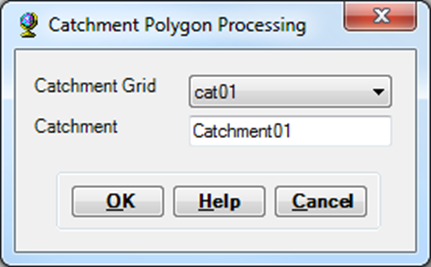 Catchment Polygon Processing
Catchment Grid cat01
Catchment Catchment01
OK Help Cancel